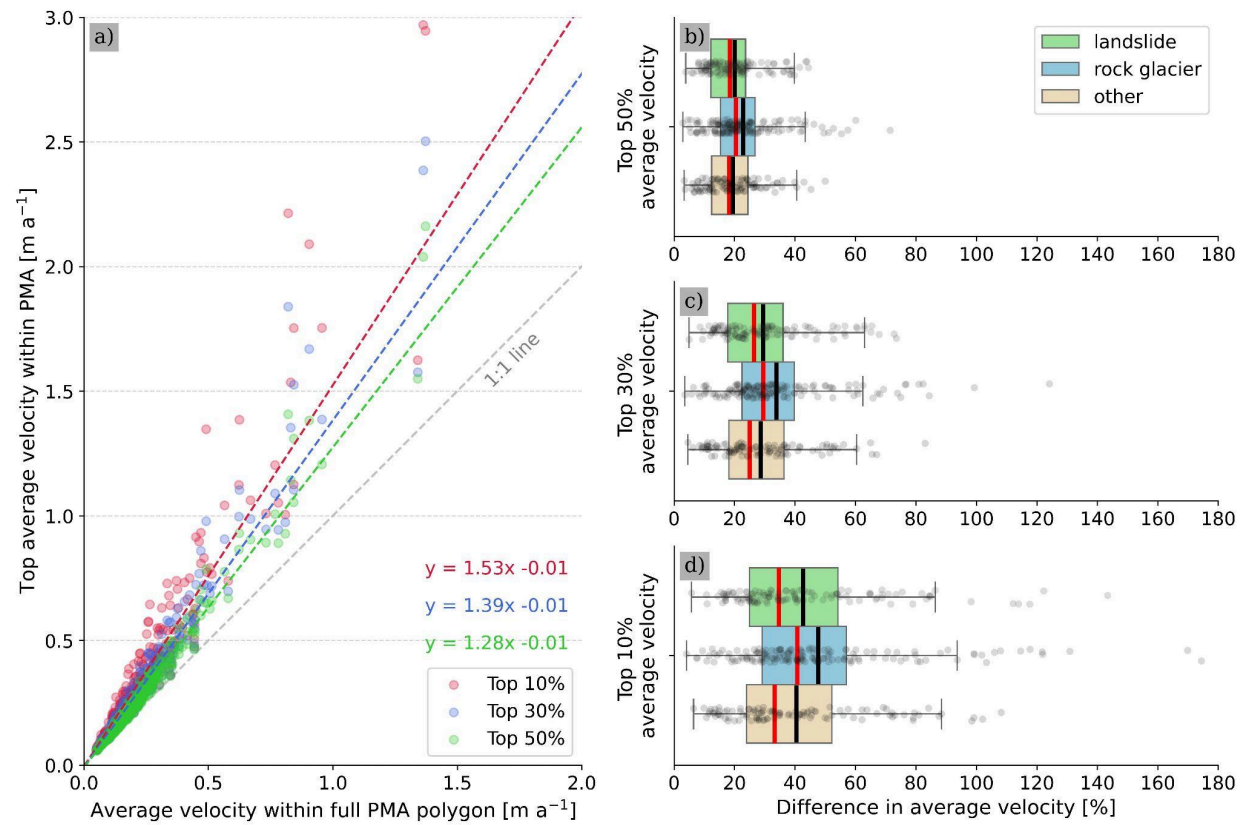 a)
3.0
2.5
2.0
1.5
1.0
0.5
0.0
Top average velocity within PMA [m a⁻¹]
1:1 line
y = 1.53x -0.01
y = 1.39x -0.01
y = 1.28x -0.01
Top 10%
Top 30%
Top 50%
0.0 0.5 1.0 1.5 2.0
Average velocity within full PMA polygon [m a⁻¹]
b)
landslide
rock glacier
other
Top 50%
average velocity
0 20 40 60 80 100 120 140 160 180
c)
Top 30%
average velocity
0 20 40 60 80 100 120 140 160 180
d)
Top 10%
average velocity
0 20 40 60 80 100 120 140 160 180
Difference in average velocity [%]